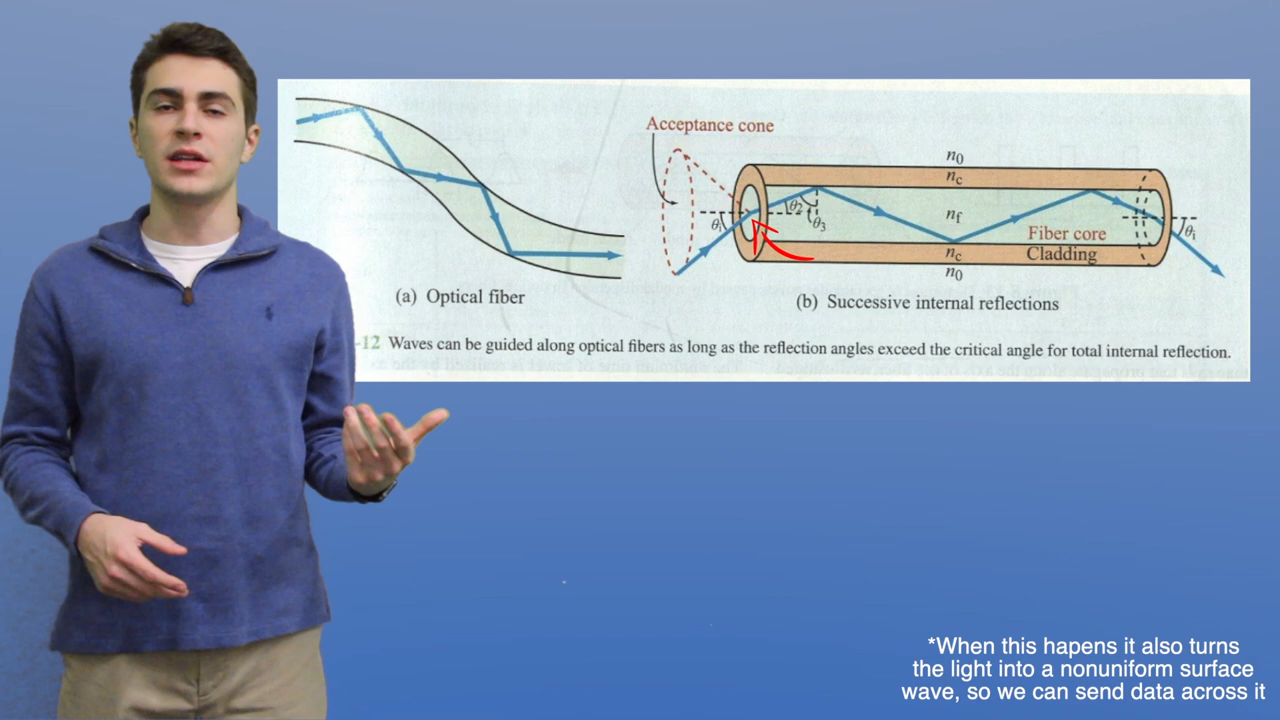 Acceptance cone
n0
nc
θi
θ2
θ3
nf
Fiber core
θi
nc
Cladding
n0
(a) Optical fiber
(b) Successive internal reflections
-12 Waves can be guided along optical fibers as long as the reflection angles exceed the critical angle for total internal reflection.
*When this hapens it also turns
the light into a nonuniform surface
wave, so we can send data across it